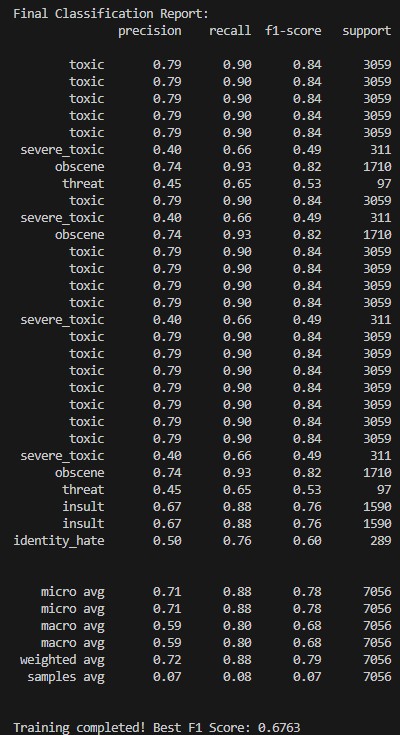 Final Classification Report:
precision recall f1-score support
toxic 0.79 0.90 0.84 3059
toxic 0.79 0.90 0.84 3059
toxic 0.79 0.90 0.84 3059
toxic 0.79 0.90 0.84 3059
toxic 0.79 0.90 0.84 3059
severe_toxic 0.40 0.66 0.49 311
obscene 0.74 0.93 0.82 1710
threat 0.45 0.65 0.53 97
toxic 0.79 0.90 0.84 3059
severe_toxic 0.40 0.66 0.49 311
obscene 0.74 0.93 0.82 1710
toxic 0.79 0.90 0.84 3059
toxic 0.79 0.90 0.84 3059
toxic 0.79 0.90 0.84 3059
toxic 0.79 0.90 0.84 3059
severe_toxic 0.40 0.66 0.49 311
toxic 0.79 0.90 0.84 3059
toxic 0.79 0.90 0.84 3059
toxic 0.79 0.90 0.84 3059
toxic 0.79 0.90 0.84 3059
toxic 0.79 0.90 0.84 3059
toxic 0.79 0.90 0.84 3059
toxic 0.79 0.90 0.84 3059
severe_toxic 0.40 0.66 0.49 311
obscene 0.74 0.93 0.82 1710
threat 0.45 0.65 0.53 97
insult 0.67 0.88 0.76 1590
insult 0.67 0.88 0.76 1590
identity_hate 0.50 0.76 0.60 289
micro avg 0.71 0.88 0.78 7056
micro avg 0.71 0.88 0.78 7056
macro avg 0.59 0.80 0.68 7056
macro avg 0.59 0.80 0.68 7056
weighted avg 0.72 0.88 0.79 7056
samples avg 0.07 0.08 0.07 7056
Training completed! Best F1 Score: 0.6763